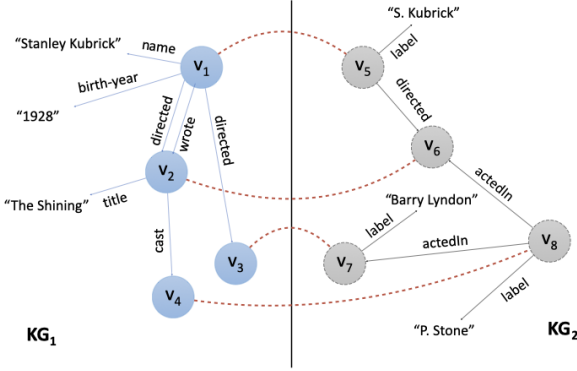 "Stanley Kubrick"
name
V1
birth-year
"1928"
directed
wrote
directed
V2
"The Shining"
title
cast
V3
V4
KG1
"S. Kubrick"
label
V5
directed
V6
actedIn
"Barry Lyndon"
label
V7
actedIn
V8
label
"P. Stone"
KG2